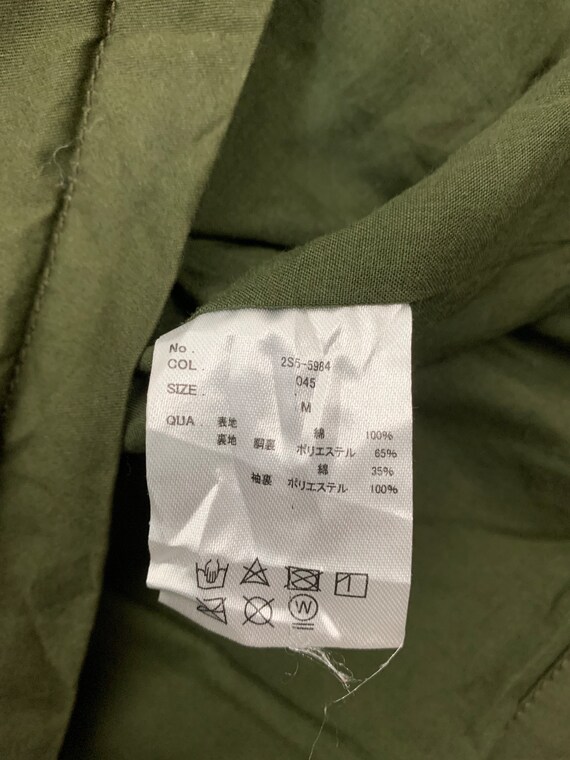 No. 2S5-5984
COL. 045
SIZE. M
QUA. 表地 綿 100%
裏地 胴裏 ポリエステル 65%
綿 35%
袖裏 ポリエステル 100%
W